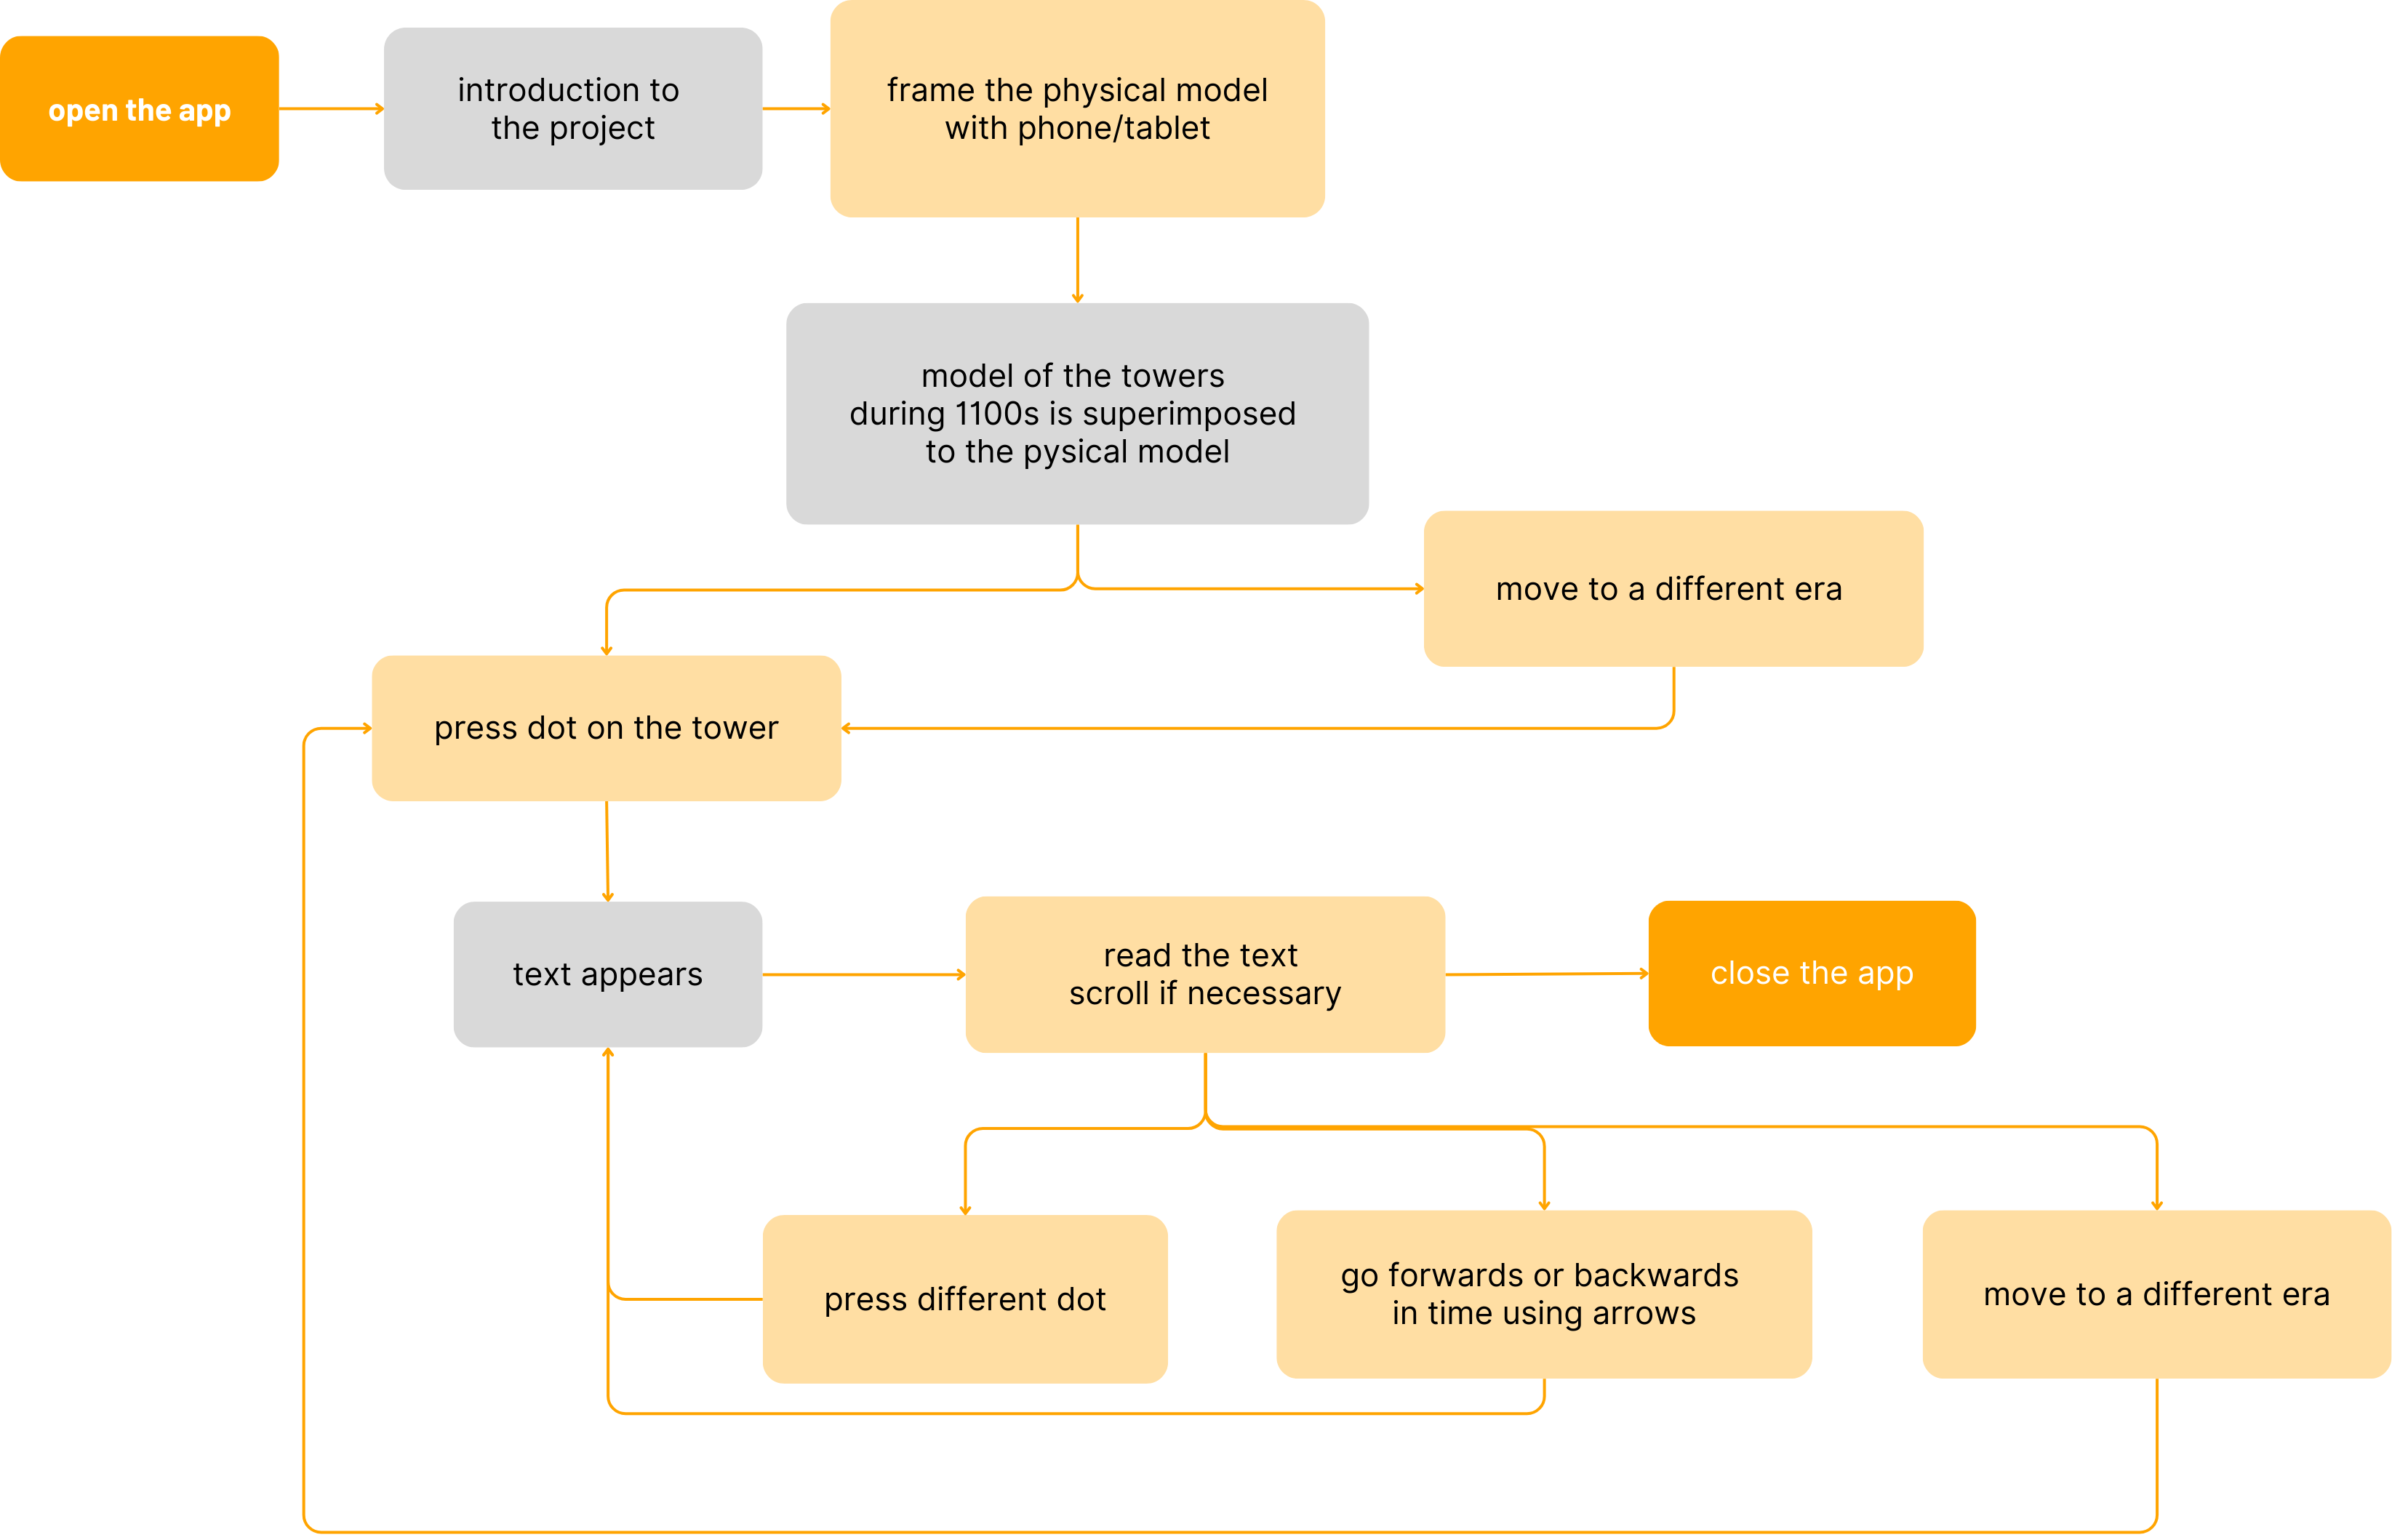 open the app
introduction to
the project
frame the physical model
with phone/tablet
model of the towers
during 1100s is superimposed
to the pysical model
move to a different era
press dot on the tower
text appears
read the text
scroll if necessary
close the app
press different dot
go forwards or backwards
in time using arrows
move to a different era